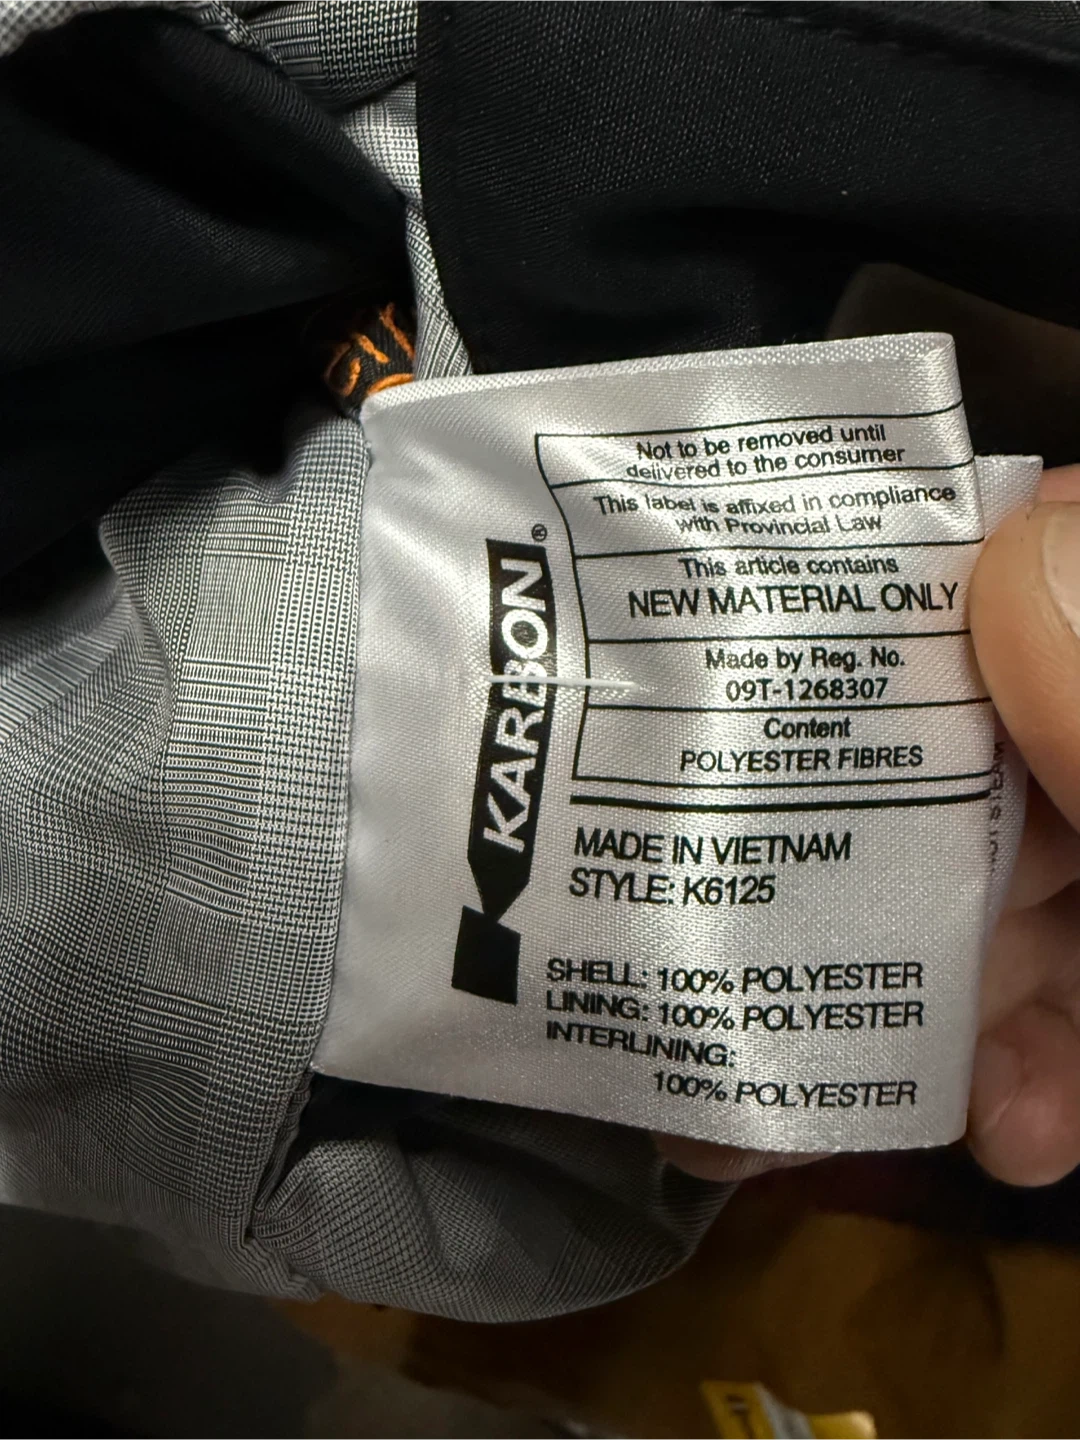 Not to be removed until
delivered to the consumer
This label is affixed in compliance
with Provincial Law
This article contains
NEW MATERIAL ONLY
Made by Reg. No.
09T-1268307
Content
POLYESTER FIBRES
KARBON®
MADE IN VIETNAM
STYLE: K6125
SHELL: 100% POLYESTER
LINING: 100% POLYESTER
INTERLINING:
100% POLYESTER